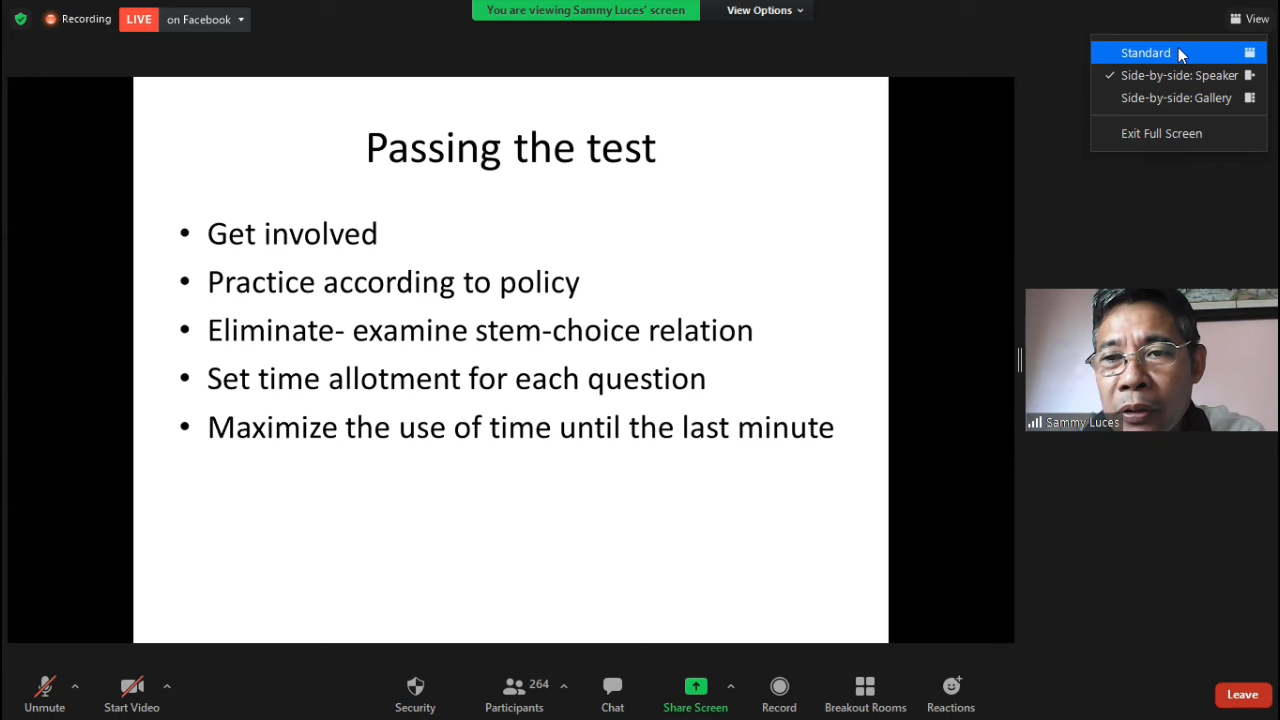 Recording
LIVE
on Facebook
You are viewing Sammy Luces' screen
View Options
View
Standard
Side-by-side: Speaker
Side-by-side: Gallery
Exit Full Screen
Passing the test
• Get involved
• Practice according to policy
• Eliminate- examine stem-choice relation
• Set time allotment for each question
• Maximize the use of time until the last minute
Sammy Luces
Unmute
Start Video
Security
Participants
264
Chat
Share Screen
Record
Breakout Rooms
Reactions
Leave